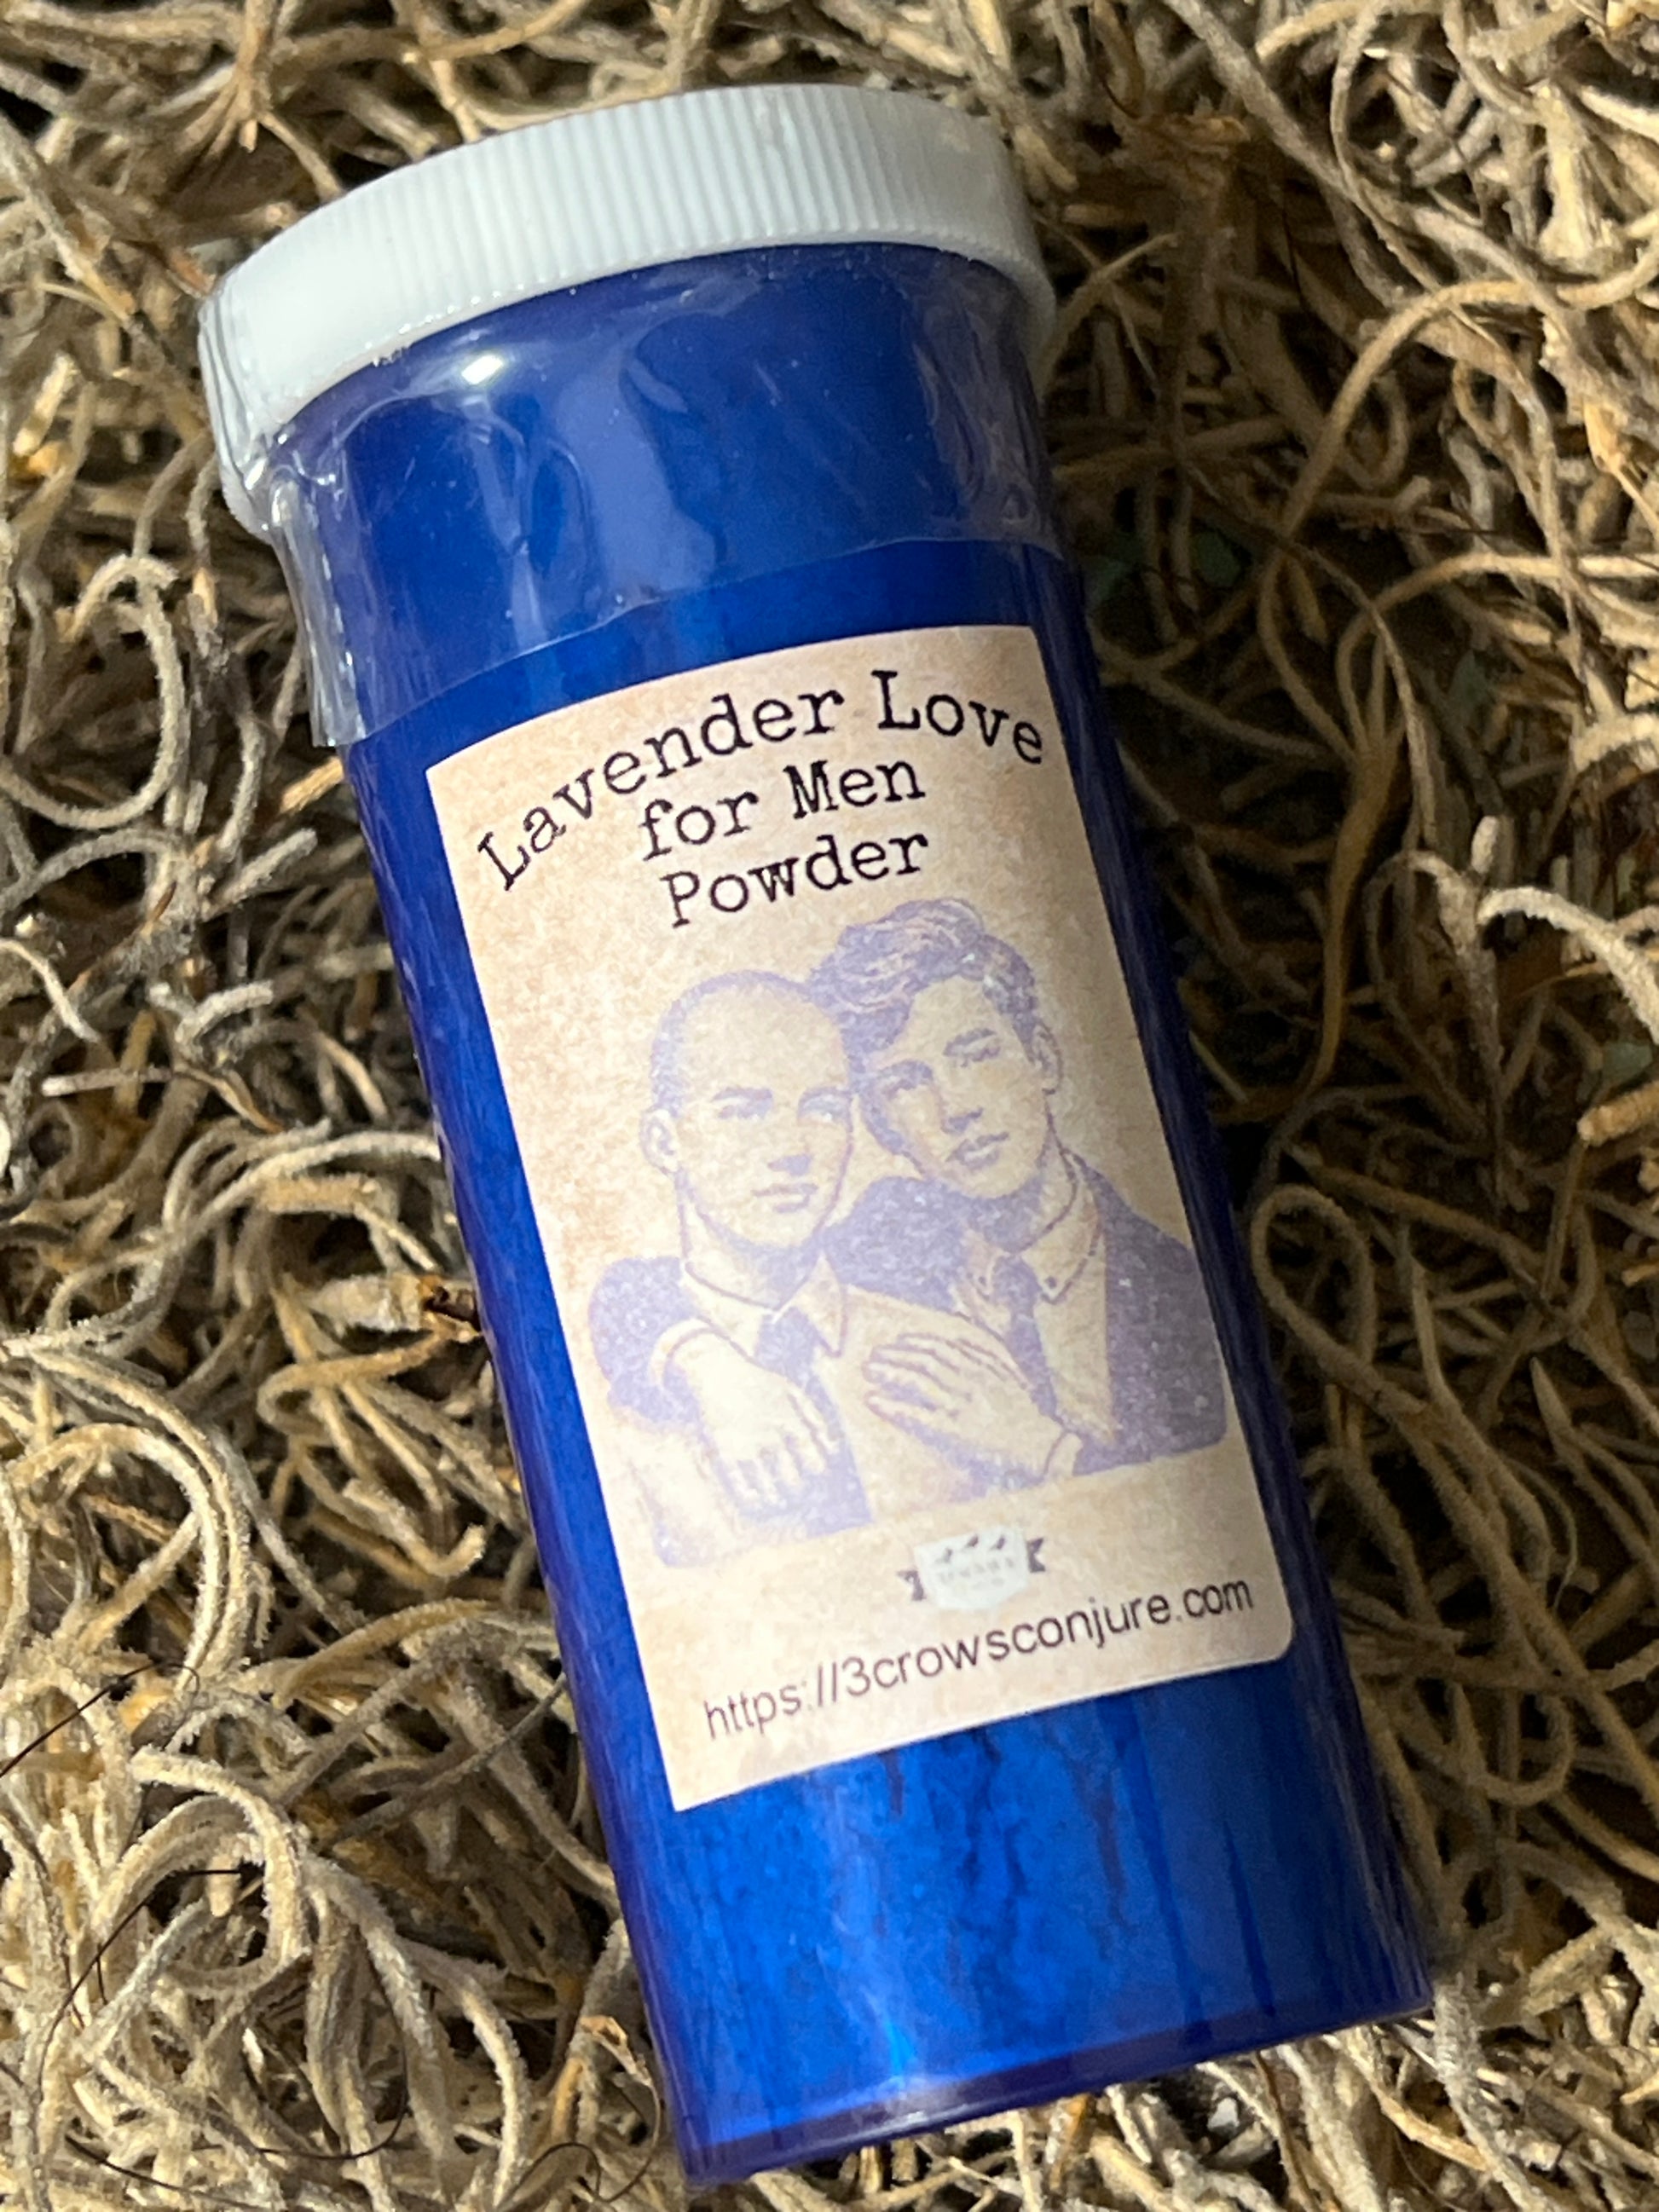 Lavender Love
for Men
Powder
https://3crowsconjure.com